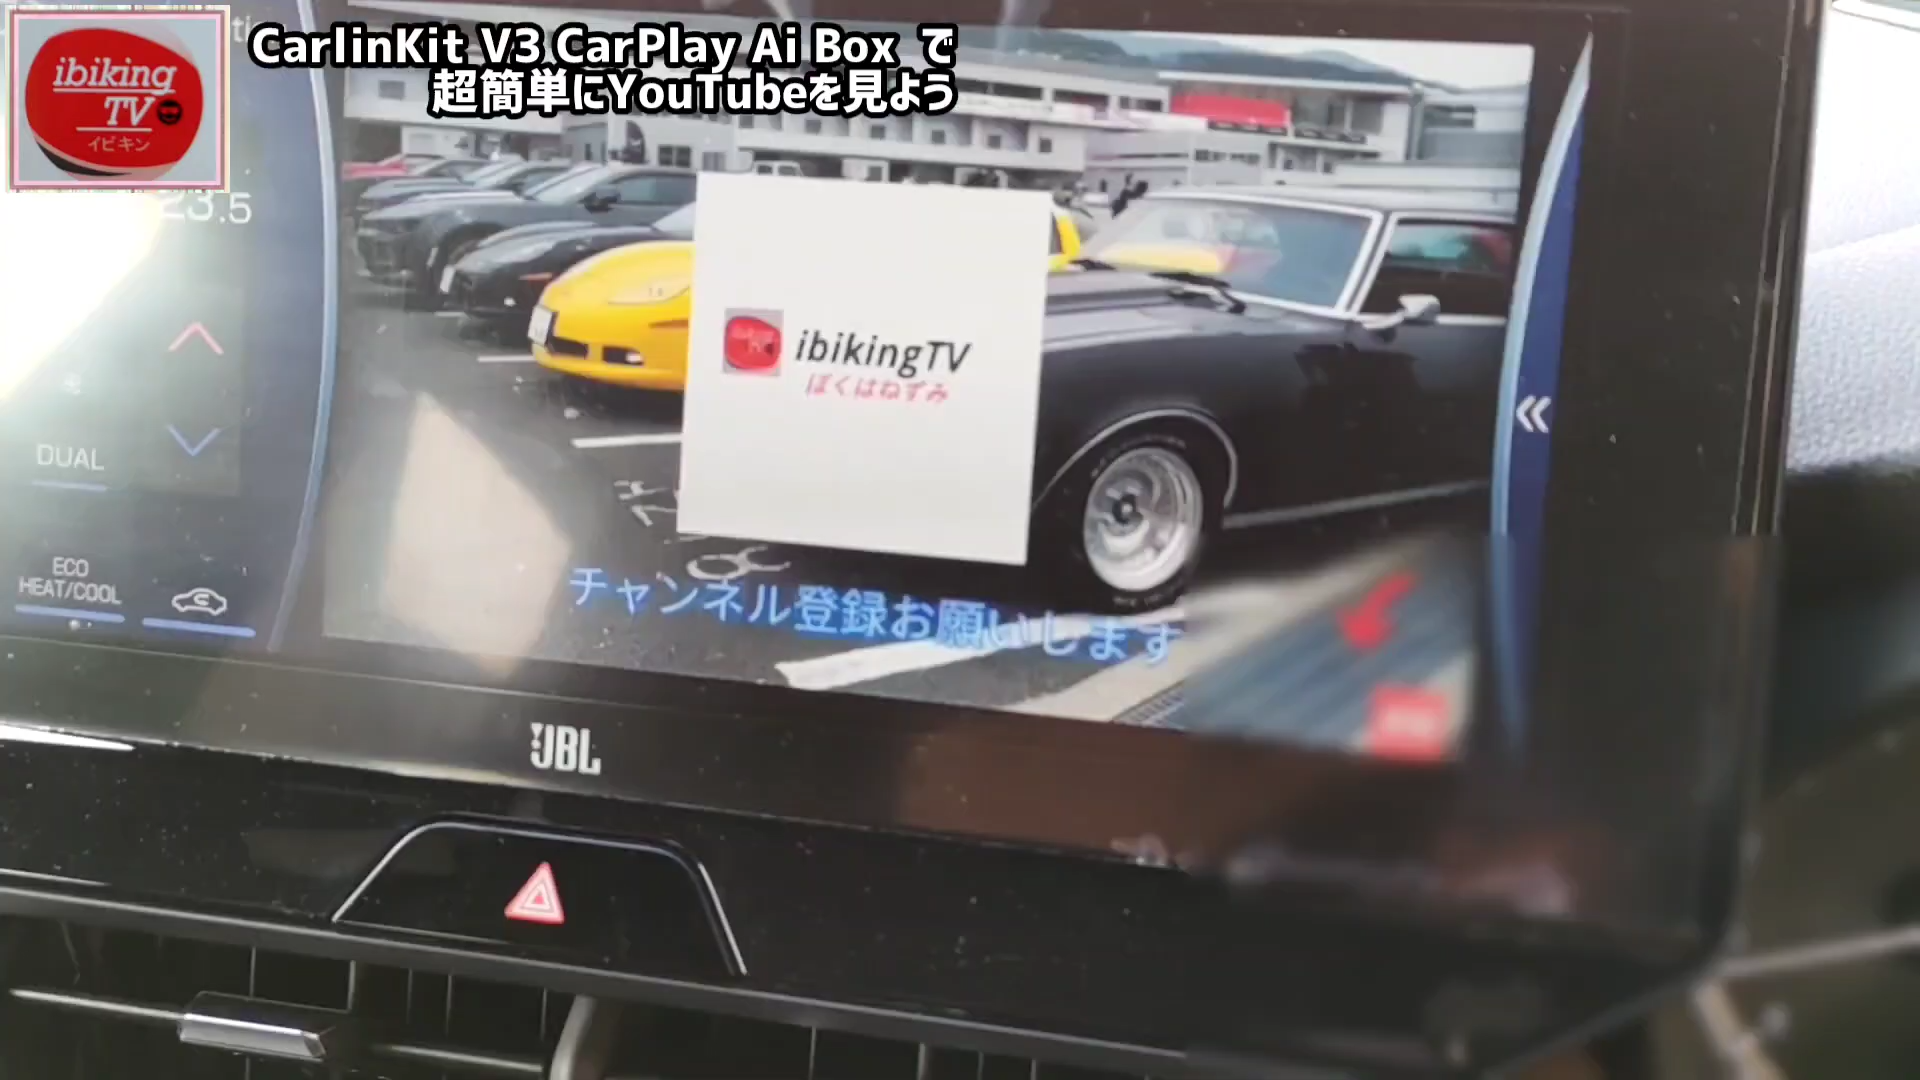 CarlinKit V3 CarPlay Ai Box で
超簡単にYouTubeを見よう
ibiking
TV
イビキン
23.5
DUAL
ECO
HEAT/COOL
ibikingTV
ぼくはねずみ
チャンネル登録お願いします
JBL